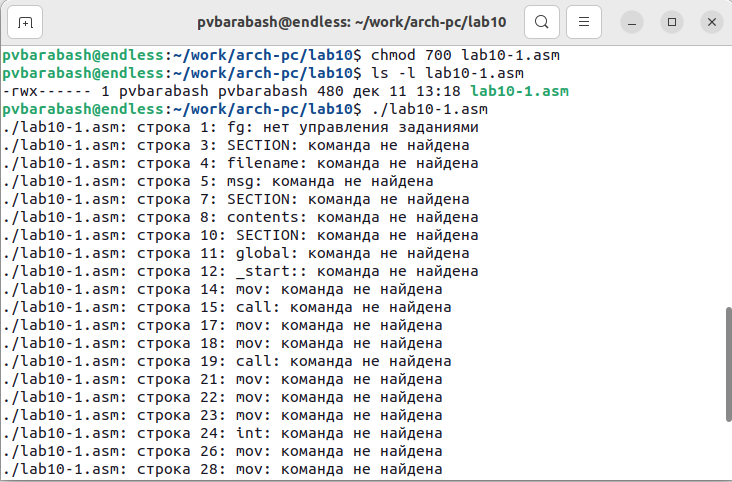 pvbarabash@endless: ~/work/arch-pc/lab10
pvbarabash@endless:~/work/arch-pc/lab10$ chmod 700 lab10-1.asm
pvbarabash@endless:~/work/arch-pc/lab10$ ls -l lab10-1.asm
-rwx------ 1 pvbarabash pvbarabash 480 дек 11 13:18 lab10-1.asm
pvbarabash@endless:~/work/arch-pc/lab10$ ./lab10-1.asm
./lab10-1.asm: строка 1: fg: нет управления заданиями
./lab10-1.asm: строка 3: SECTION: команда не найдена
./lab10-1.asm: строка 4: filename: команда не найдена
./lab10-1.asm: строка 5: msg: команда не найдена
./lab10-1.asm: строка 7: SECTION: команда не найдена
./lab10-1.asm: строка 8: contents: команда не найдена
./lab10-1.asm: строка 10: SECTION: команда не найдена
./lab10-1.asm: строка 11: global: команда не найдена
./lab10-1.asm: строка 12: _start:: команда не найдена
./lab10-1.asm: строка 14: mov: команда не найдена
./lab10-1.asm: строка 15: call: команда не найдена
./lab10-1.asm: строка 17: mov: команда не найдена
./lab10-1.asm: строка 18: mov: команда не найдена
./lab10-1.asm: строка 19: call: команда не найдена
./lab10-1.asm: строка 21: mov: команда не найдена
./lab10-1.asm: строка 22: mov: команда не найдена
./lab10-1.asm: строка 23: mov: команда не найдена
./lab10-1.asm: строка 24: int: команда не найдена
./lab10-1.asm: строка 26: mov: команда не найдена
./lab10-1.asm: строка 28: mov: команда не найдена